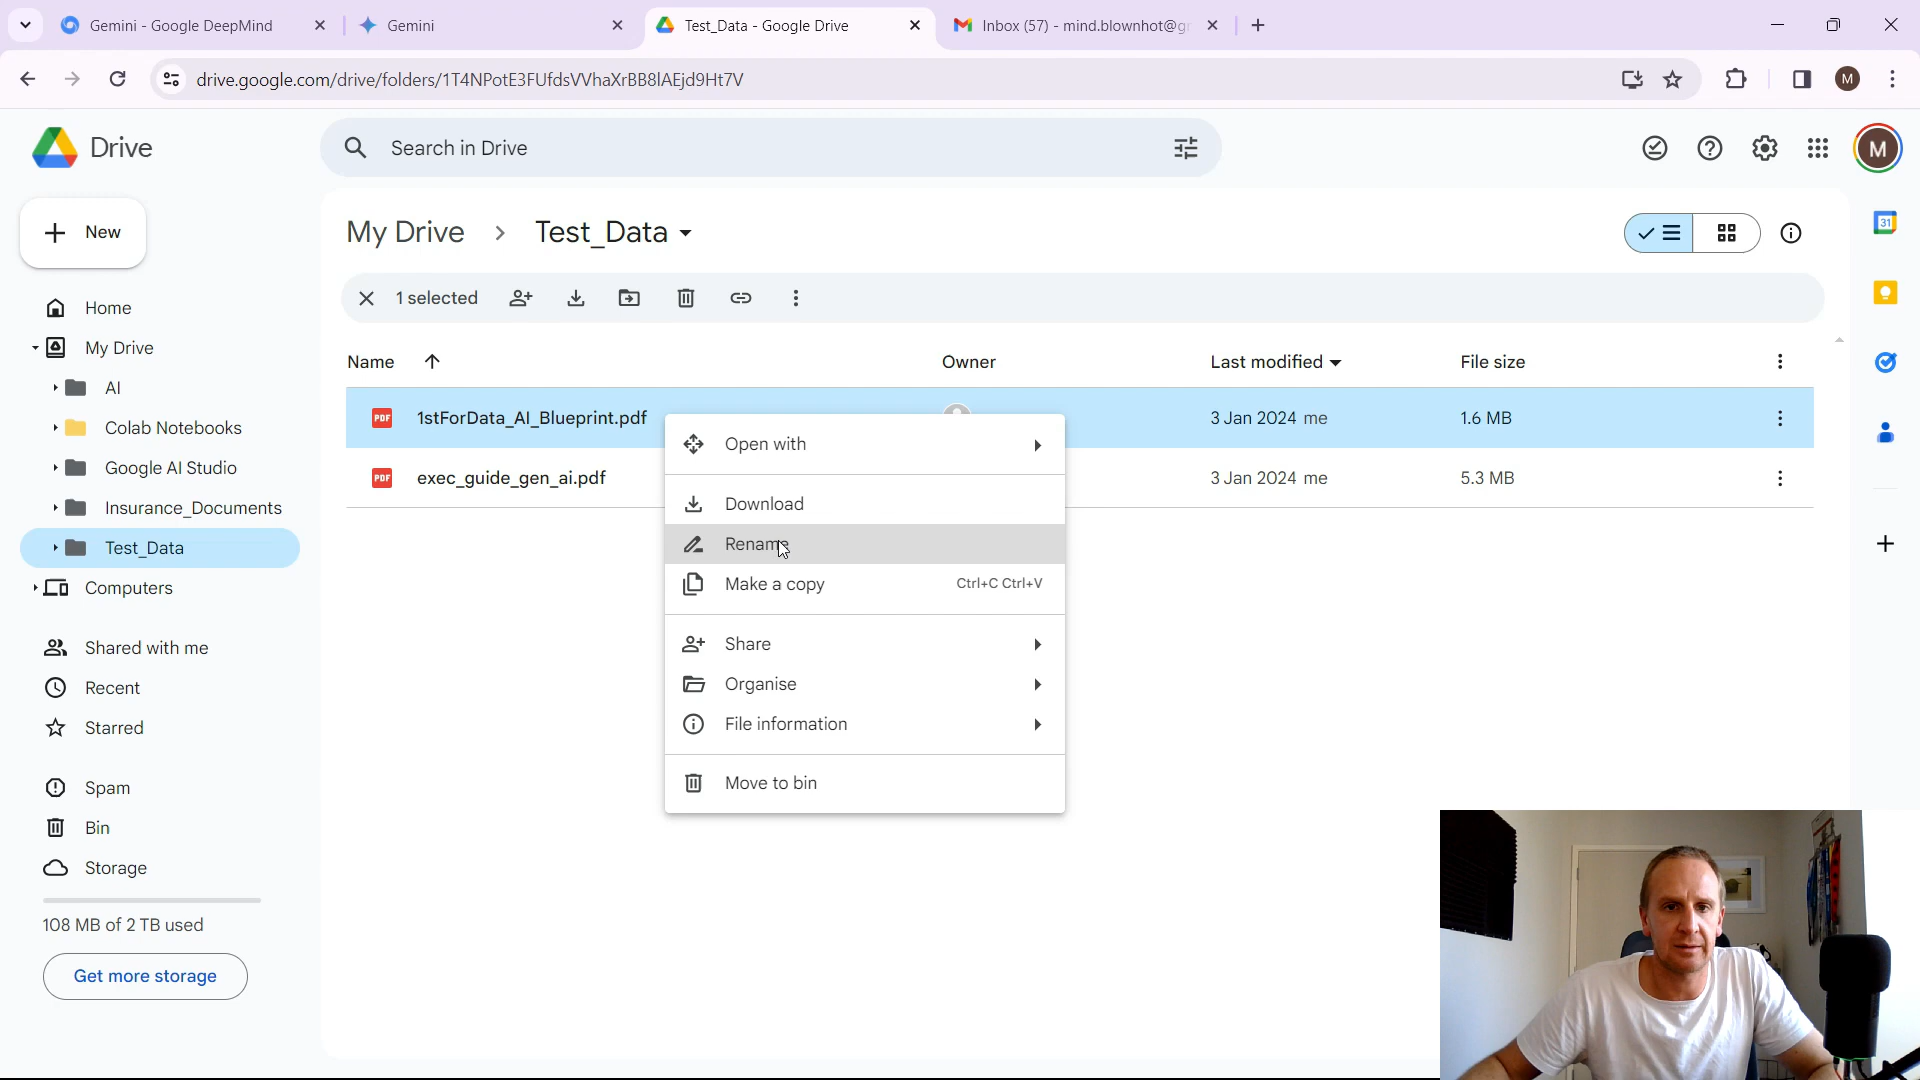 Gemini - Google DeepMind
Gemini
Test_Data - Google Drive
Inbox (57) - mind.blownhot@gr
drive.google.com/drive/folders/1T4NPotE3FUfdsVVhaXrBB8lAEjd9Ht7V
M
Drive
Search in Drive
M
New
My Drive
Test_Data
31
1 selected
Home
My Drive
AI
Colab Notebooks
Google AI Studio
Insurance_Documents
Test_Data
Computers
Shared with me
Recent
Starred
Spam
Bin
Storage
108 MB of 2 TB used
Get more storage
Name
Owner
Last modified
File size
PDF
1stForData_AI_Blueprint.pdf
3 Jan 2024 me
1.6 MB
PDF
exec_guide_gen_ai.pdf
3 Jan 2024 me
5.3 MB
Open with
Download
Rename
Make a copy
Ctrl+C Ctrl+V
Share
Organise
File information
Move to bin